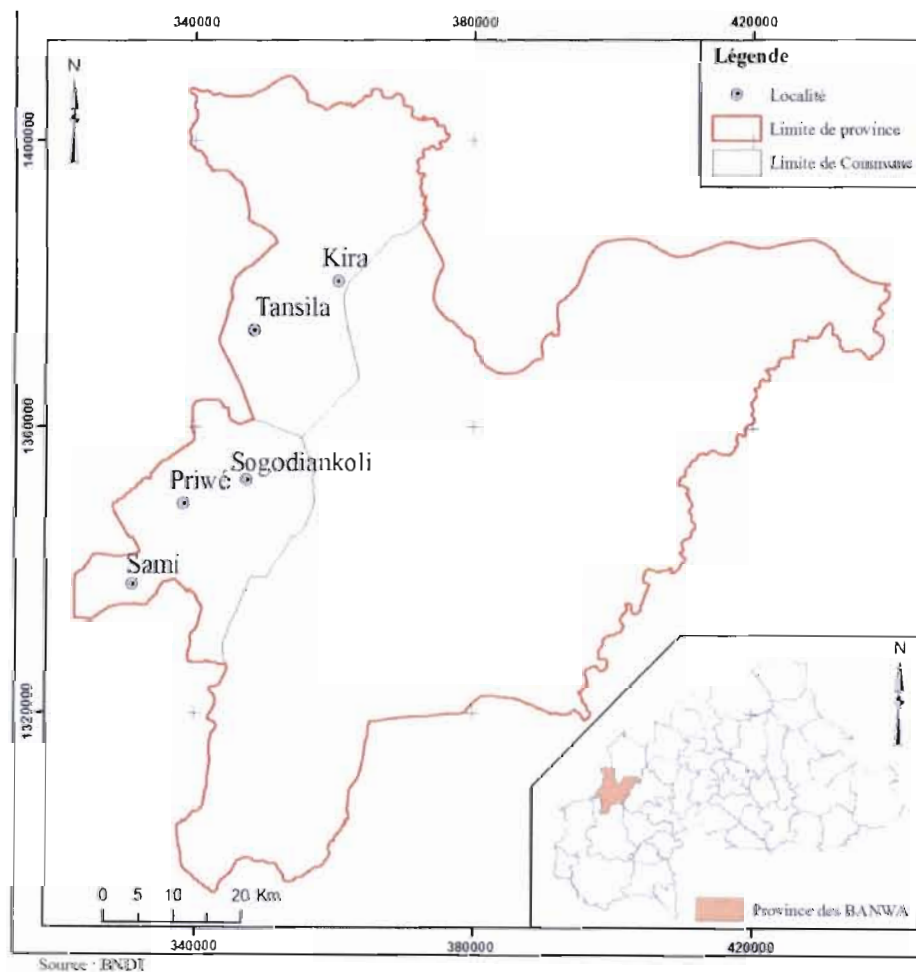 340000
380000
420000
Légende
Localité
Limite de province
Limite de Commune
N
1400000
1360000
1320000
Kira
Tansila
Sogodiankoli
Priwé
Sami
N
0 5 10 20 Km
Province des BANWA
340000
380000
420000
Source : BNDT